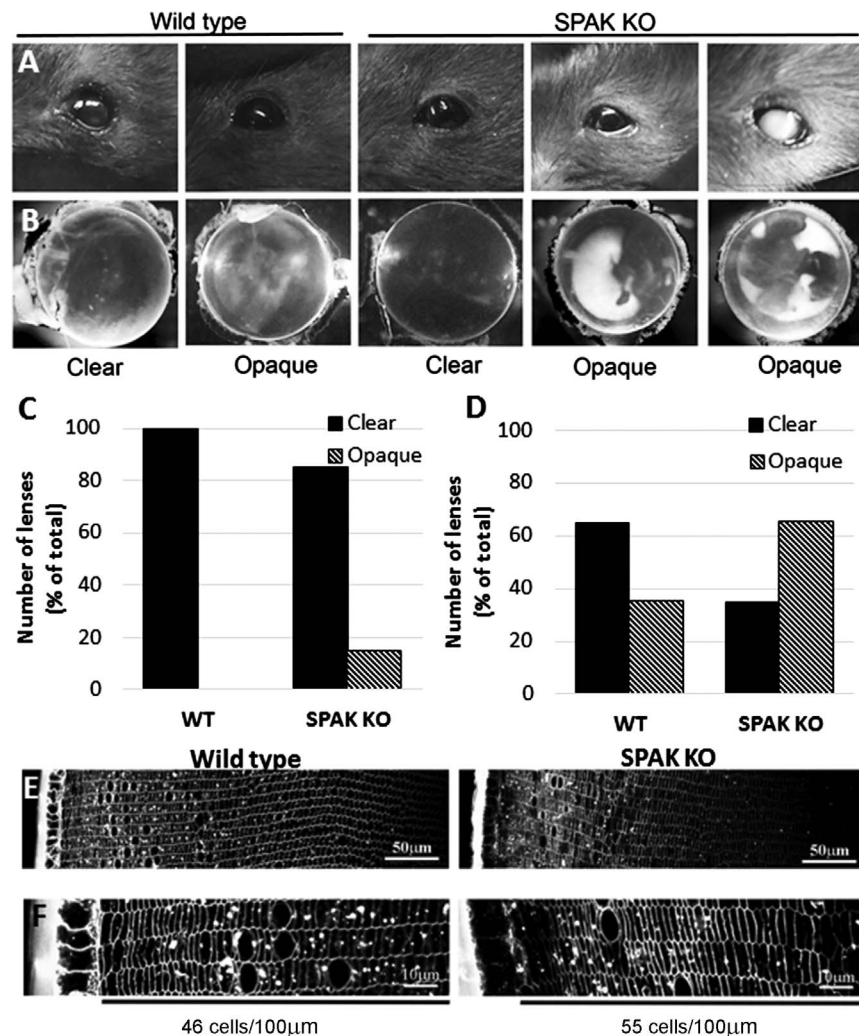 Wild type SPAK KO
A
B
Clear Opaque Clear Opaque Opaque
C
Number of lenses
(% of total)
100
80
60
40
20
0
Clear
Opaque
WT SPAK KO
D
Number of lenses
(% of total)
100
80
60
40
20
0
Clear
Opaque
WT SPAK KO
Wild type SPAK KO
E
50μm 50μm
F
10μm 10μm
46 cells/100μm 55 cells/100μm